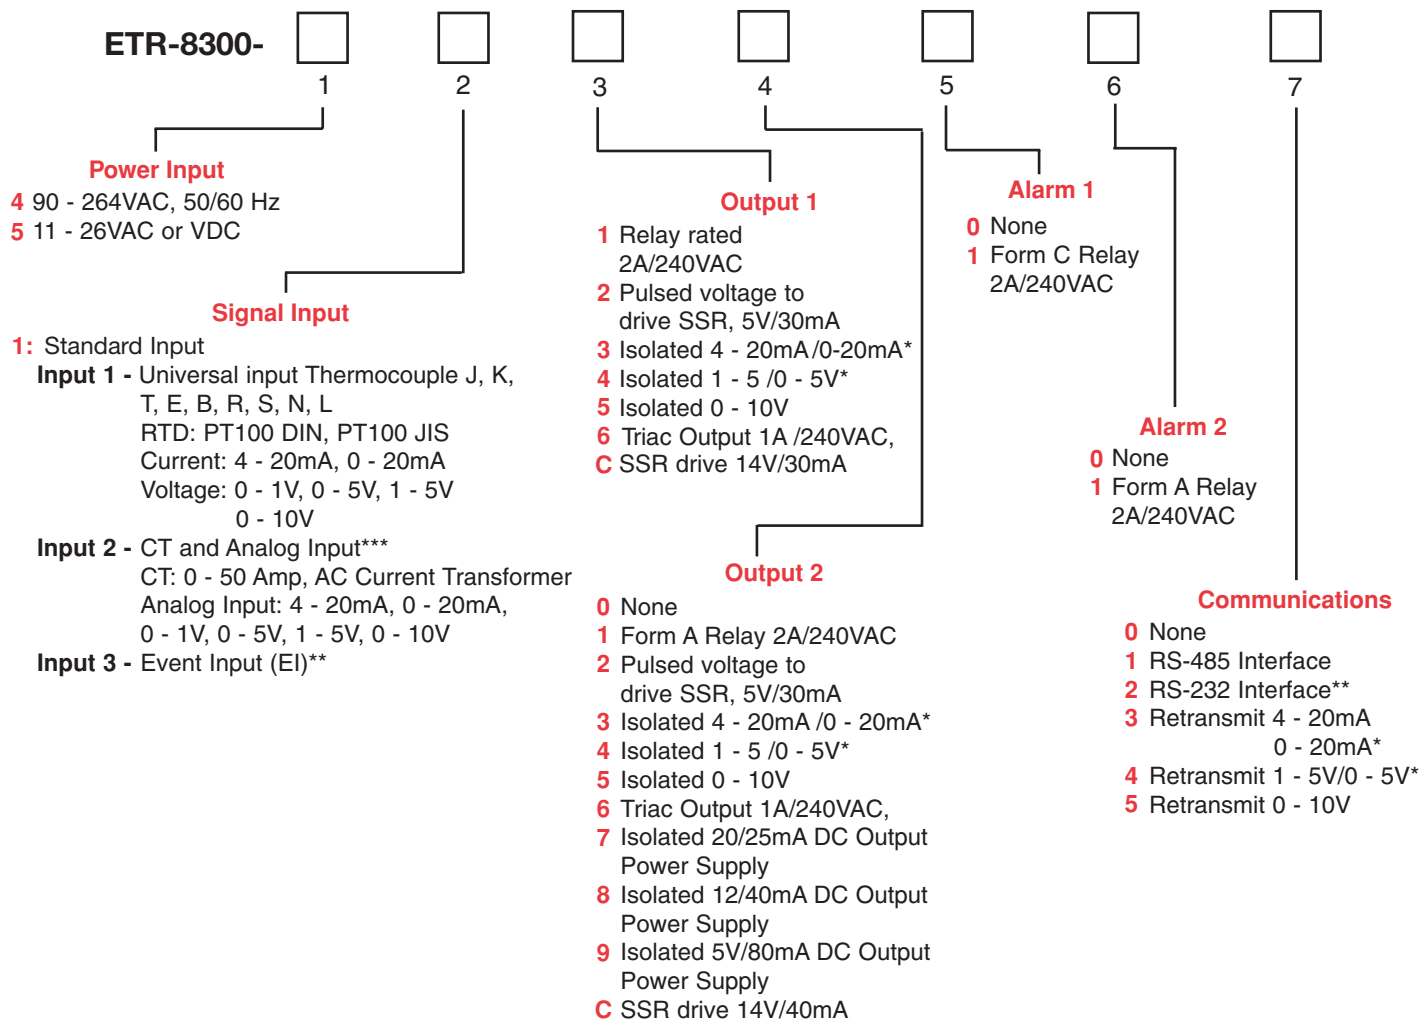 ETR-8300-
1 2 3 4 5 6 7
Power Input
4 90 - 264VAC, 50/60 Hz
5 11 - 26VAC or VDC
Signal Input
1: Standard Input
Input 1 - Universal input Thermocouple J, K,
T, E, B, R, S, N, L
RTD: PT100 DIN, PT100 JIS
Current: 4 - 20mA, 0 - 20mA
Voltage: 0 - 1V, 0 - 5V, 1 - 5V
0 - 10V
Input 2 - CT and Analog Input***
CT: 0 - 50 Amp, AC Current Transformer
Analog Input: 4 - 20mA, 0 - 20mA,
0 - 1V, 0 - 5V, 1 - 5V, 0 - 10V
Input 3 - Event Input (EI)**
Output 1
1 Relay rated
2A/240VAC
2 Pulsed voltage to
drive SSR, 5V/30mA
3 Isolated 4 - 20mA/0-20mA*
4 Isolated 1 - 5 /0 - 5V*
5 Isolated 0 - 10V
6 Triac Output 1A /240VAC,
C SSR drive 14V/30mA
Output 2
0 None
1 Form A Relay 2A/240VAC
2 Pulsed voltage to
drive SSR, 5V/30mA
3 Isolated 4 - 20mA /0 - 20mA*
4 Isolated 1 - 5 /0 - 5V*
5 Isolated 0 - 10V
6 Triac Output 1A/240VAC,
7 Isolated 20/25mA DC Output
Power Supply
8 Isolated 12/40mA DC Output
Power Supply
9 Isolated 5V/80mA DC Output
Power Supply
C SSR drive 14V/40mA
Alarm 1
0 None
1 Form C Relay
2A/240VAC
Alarm 2
0 None
1 Form A Relay
2A/240VAC
Communications
0 None
1 RS-485 Interface
2 RS-232 Interface**
3 Retransmit 4 - 20mA
0 - 20mA*
4 Retransmit 1 - 5V/0 - 5V*
5 Retransmit 0 - 10V